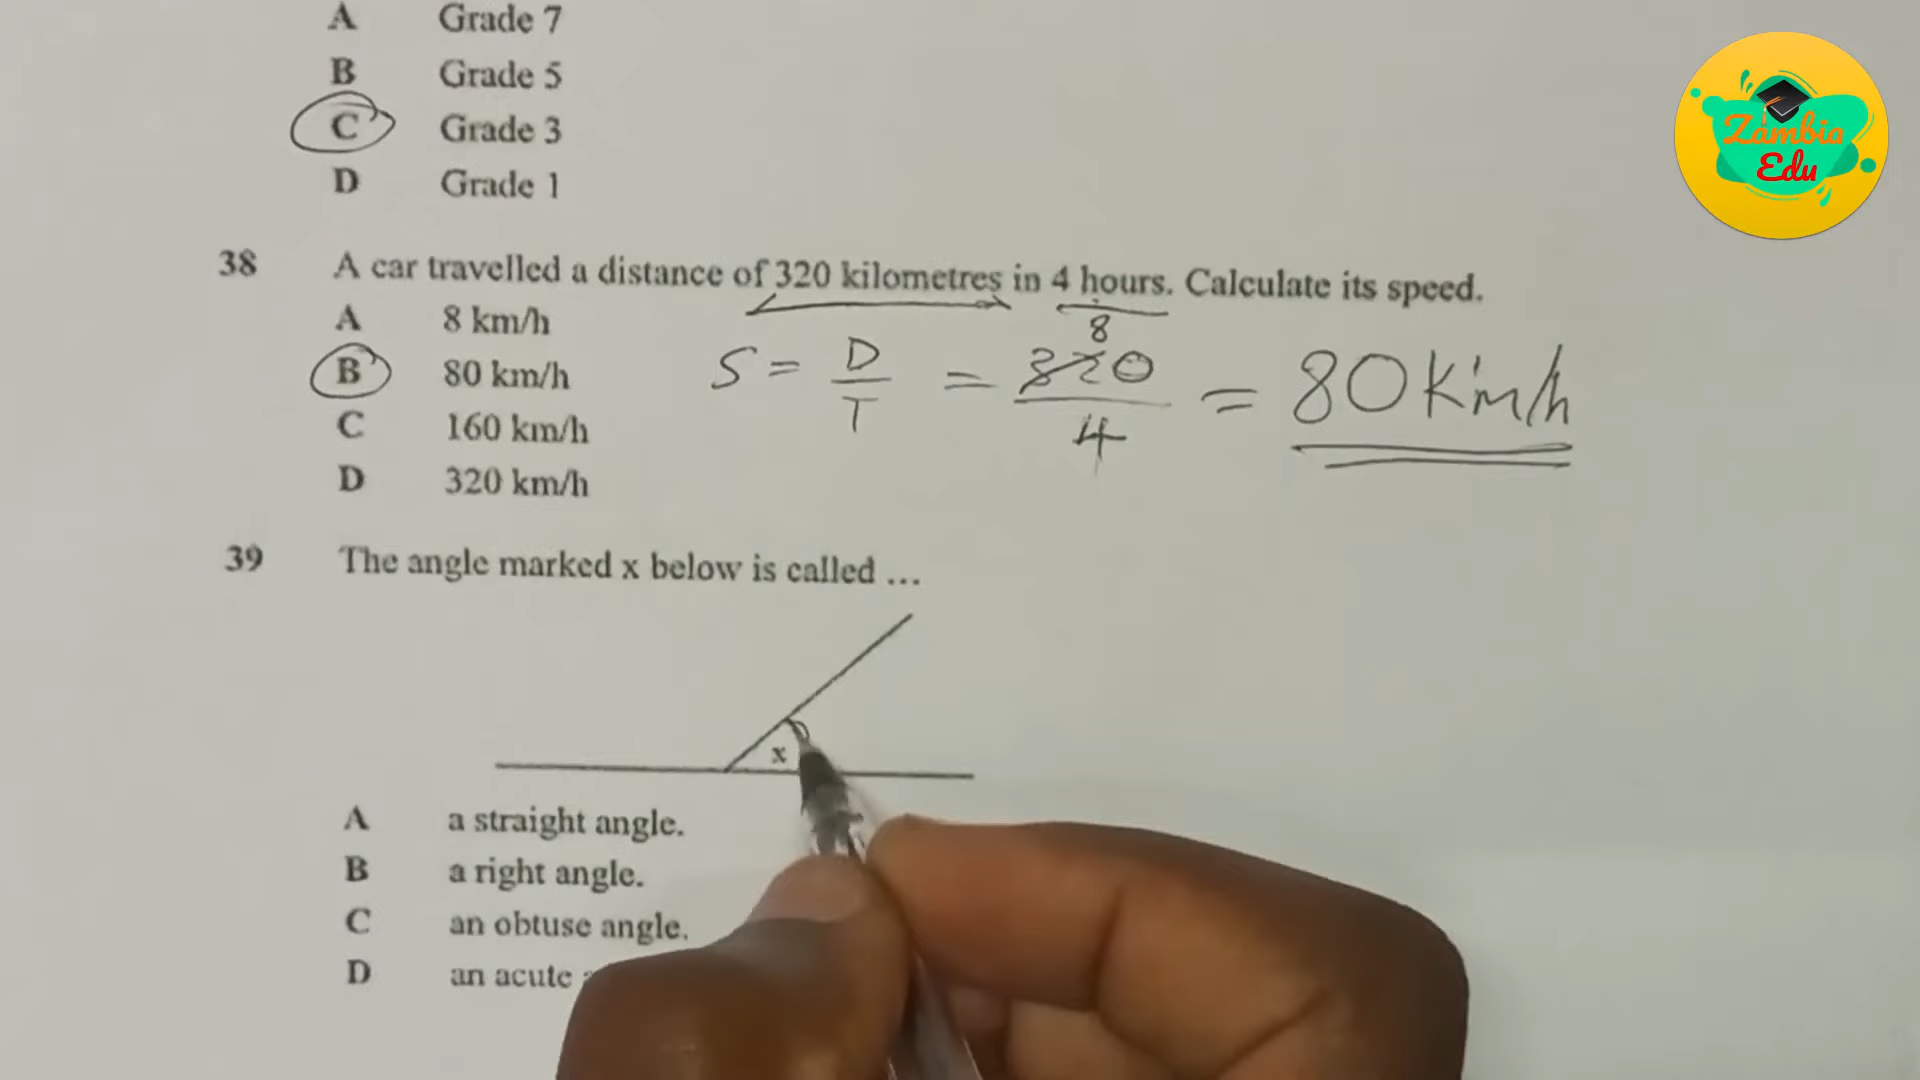 A Grade 7
B Grade 5
C Grade 3
D Grade 1
Zambia
Edu
38 A car travelled a distance of 320 kilometres in 4 hours. Calculate its speed.
A 8 km/h
B 80 km/h
C 160 km/h
D 320 km/h
8
S = D/T = 320/4 = 80 Km/h
39 The angle marked x below is called ...
x
A a straight angle.
B a right angle.
C an obtuse angle.
D an acute